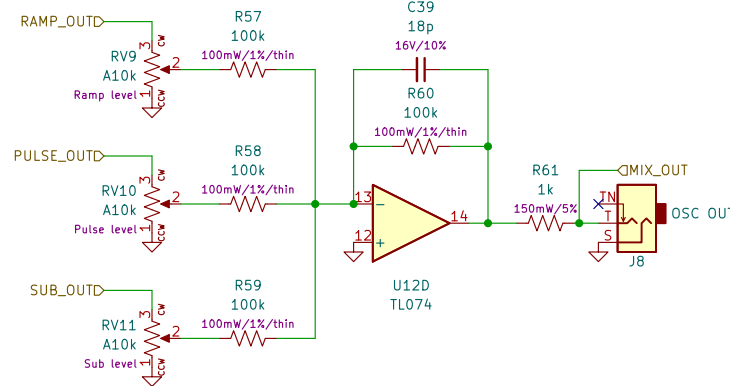 RAMP_OUT
R57
100k
100mW/1%/thin
RV9
A10k
Ramp level
3
CW
2
1
CCW
C39
18p
16V/10%
R60
100k
100mW/1%/thin
PULSE_OUT
R58
100k
100mW/1%/thin
RV10
A10k
Pulse level
3
CW
2
1
CCW
13
−
12
+
14
U12D
TL074
R61
1k
150mW/5%
MIX_OUT
TN
T
S
OSC OUT
J8
SUB_OUT
R59
100k
100mW/1%/thin
RV11
A10k
Sub level
3
CW
2
1
CCW